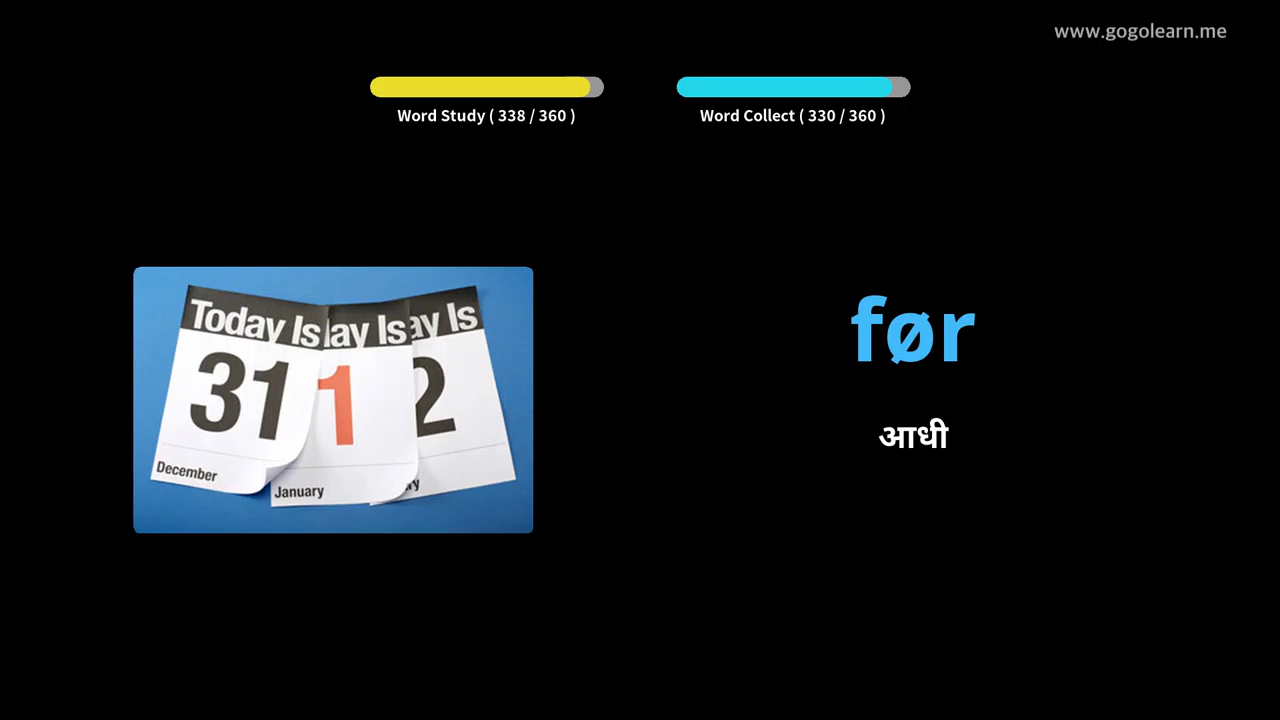 www.gogolearn.me
Word Study ( 338 / 360 )
Word Collect ( 330 / 360 )
Today Is
ay Is
ay Is
31
1
2
December
January
ry
før
आधी